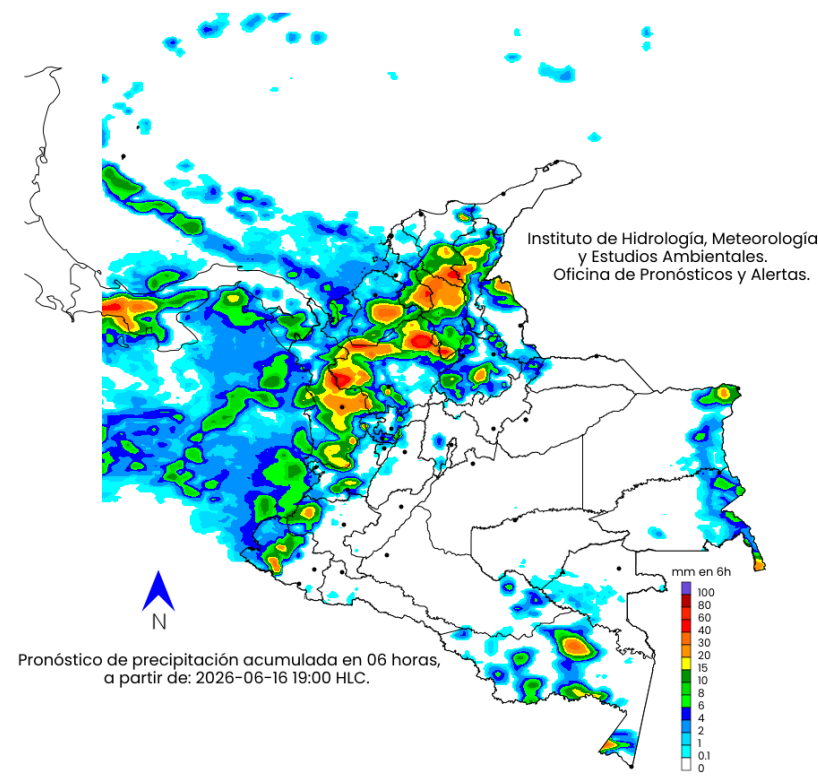 Instituto de Hidrología, Meteorología
y Estudios Ambientales.
Oficina de Pronósticos y Alertas.
mm en 6h
100
80
60
40
30
20
15
10
8
6
4
2
1
0.1
0
N
Pronóstico de precipitación acumulada en 06 horas,
a partir de: 2026-06-16 19:00 HLC.